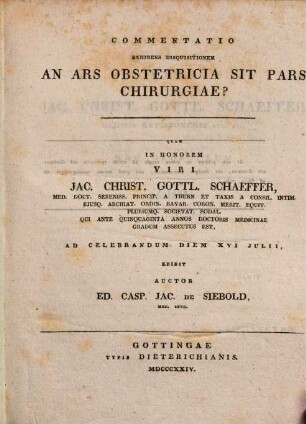 COMMENTATIO
EXHIBENS DISQUISITIONEM
AN ARS OBSTETRICIA SIT PARS
CHIRURGIAE?
QUAM
IN HONOREM
VIRI
JAC. CHRIST. GOTTL. SCHAEFFER,
MED. DOCT. SERENISS. PRINCIP. A THURN ET TAXIS A CONSIL. INTIM.
EIUSQ. ARCHIAT. ORDIN. BAVAR. CORON. MERIT. EQUIT.
PLURIUMQ. SOCIETAT. SODAL.
QUI ANTE QUINQUAGINTA ANNOS DOCTORIS MEDICINAE
GRADUM ASSECUTUS EST,
AD CELEBRANDUM DIEM XVI JULII,
EDIDIT
AUCTOR
ED. CASP. JAC. DE SIEBOLD,
GOTTINGAE
TYPIS DIETERICHIANIS.
MDCCCXXIV.